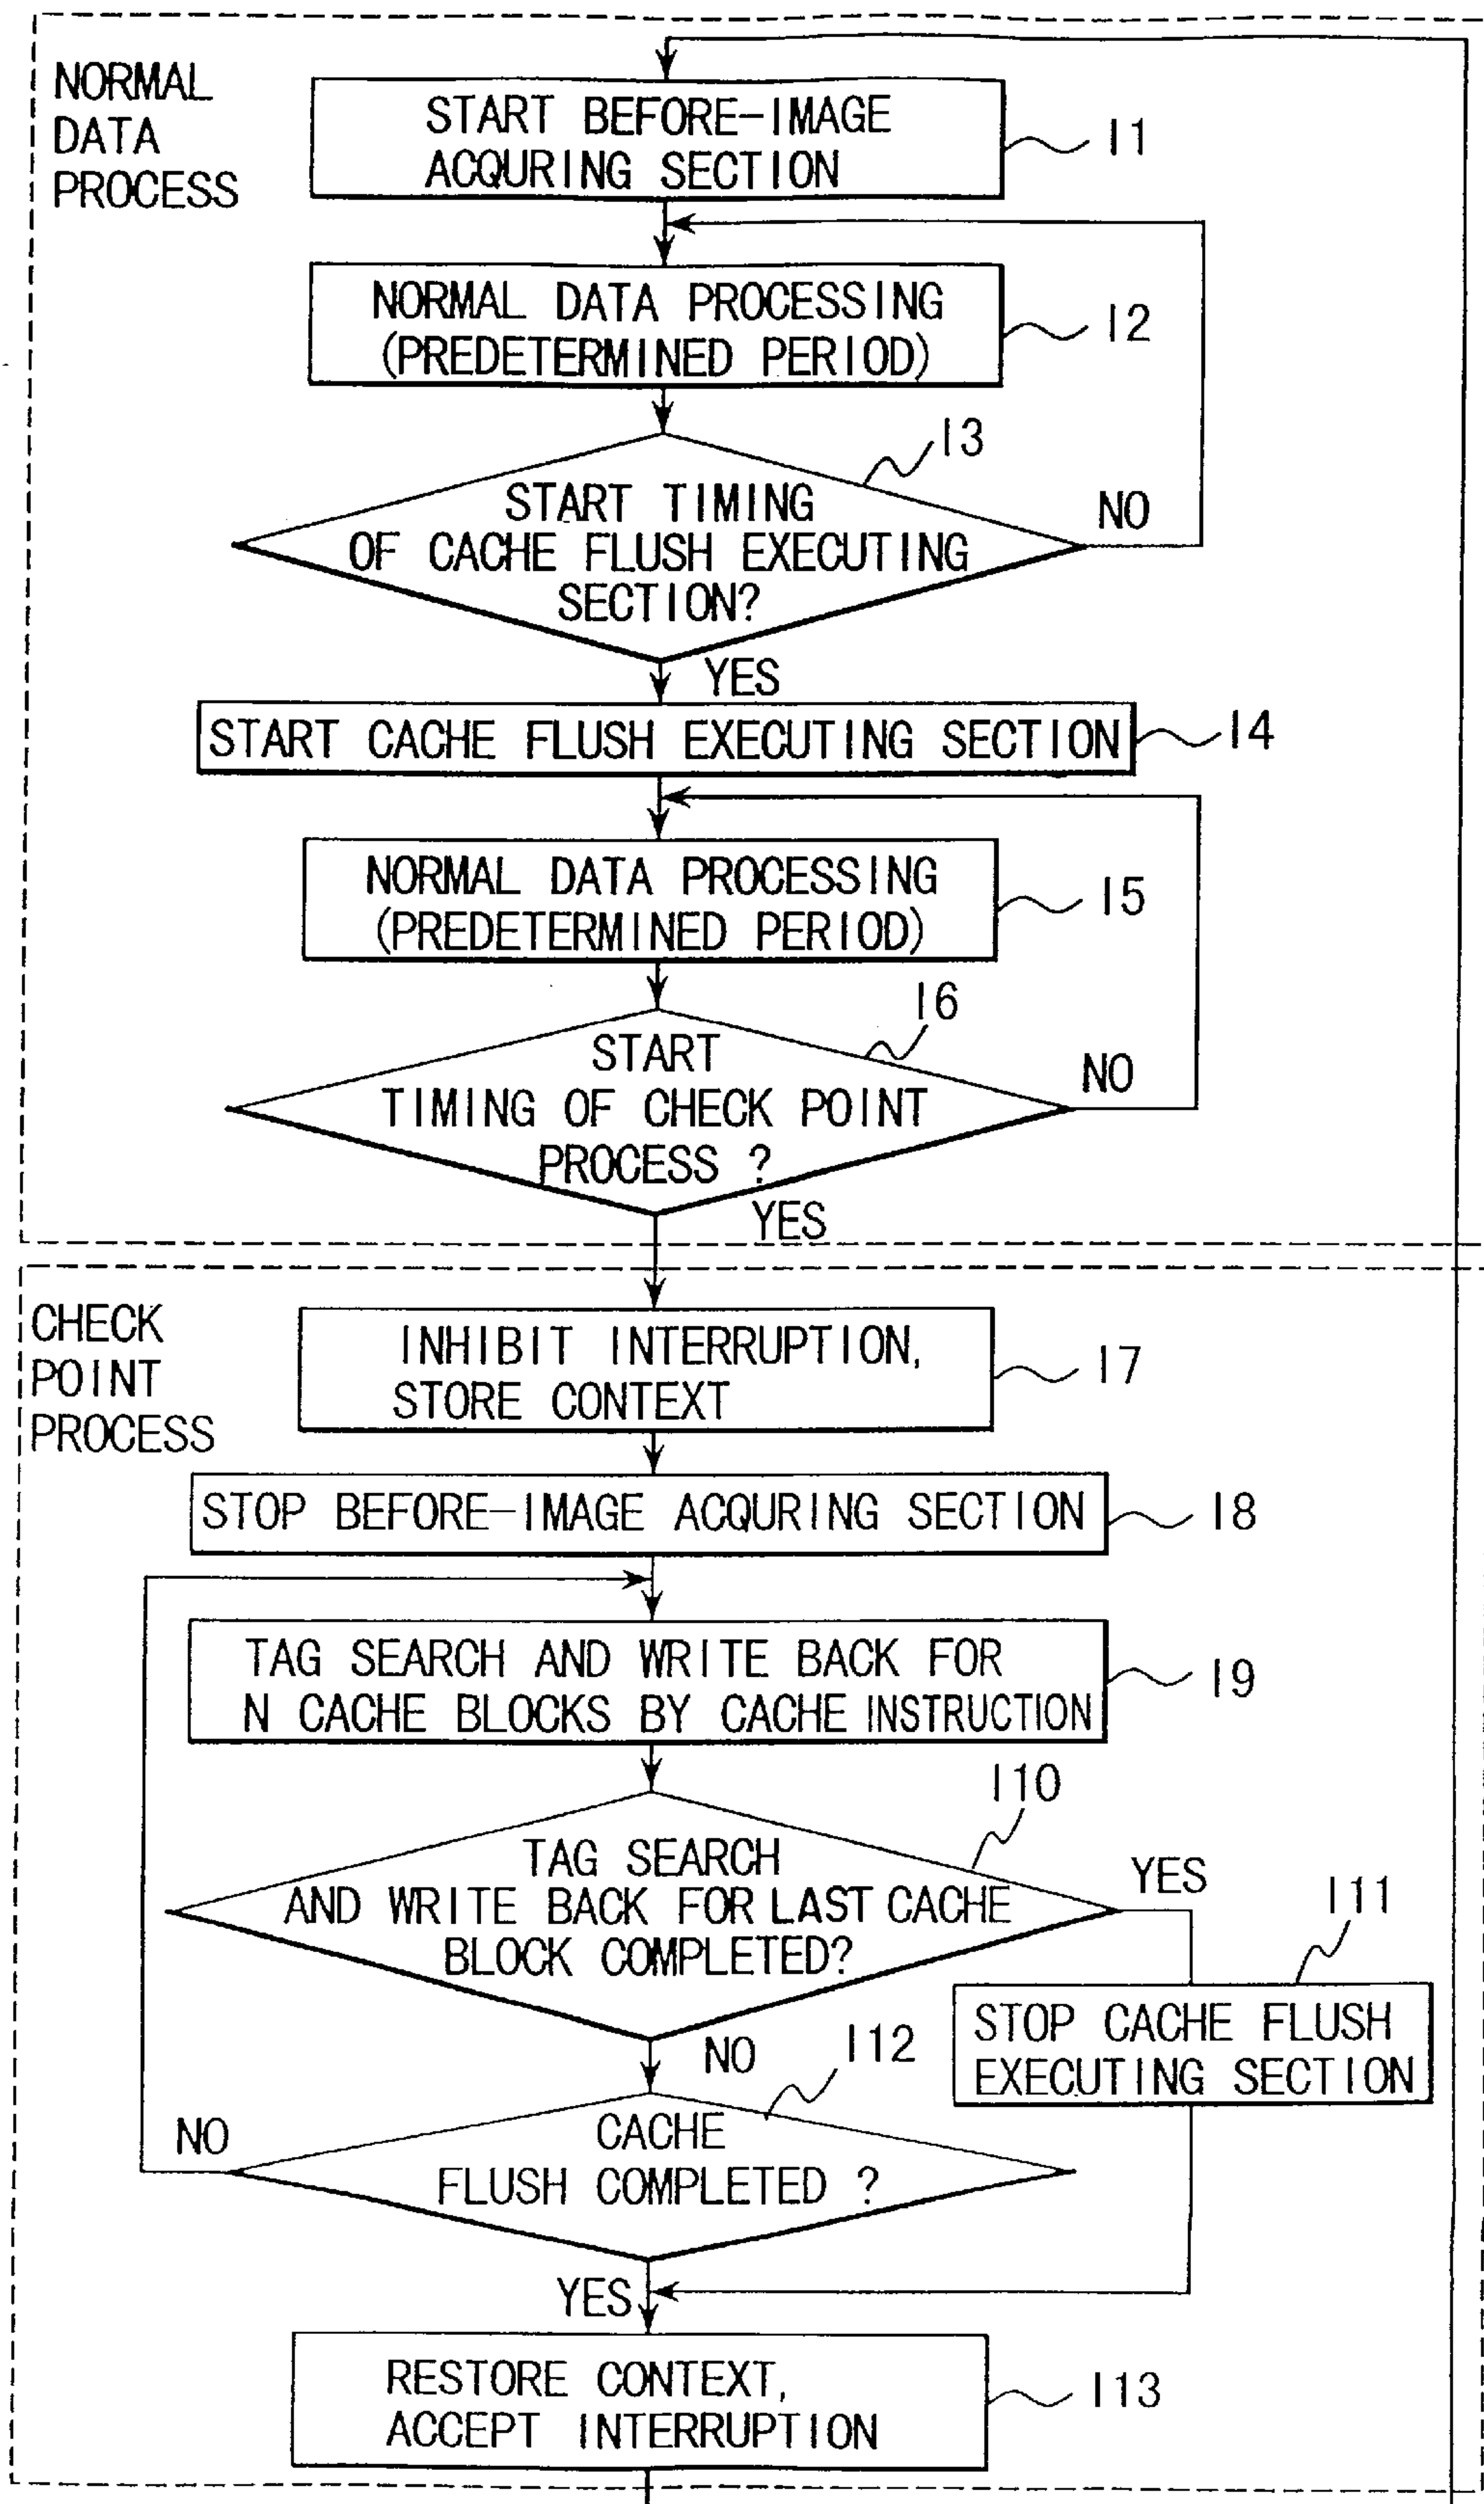 NORMAL
DATA
PROCESS
START BEFORE-IMAGE
ACQURING SECTION
I1
NORMAL DATA PROCESSING
(PREDETERMINED PERIOD)
I2
I3
START TIMING
OF CACHE FLUSH EXECUTING
SECTION?
NO
YES
START CACHE FLUSH EXECUTING SECTION
I4
NORMAL DATA PROCESSING
(PREDETERMINED PERIOD)
I5
I6
START
TIMING OF CHECK POINT
PROCESS ?
NO
YES
CHECK
POINT
PROCESS
INHIBIT INTERRUPTION,
STORE CONTEXT
I7
STOP BEFORE-IMAGE ACQURING SECTION
I8
TAG SEARCH AND WRITE BACK FOR
N CACHE BLOCKS BY CACHE INSTRUCTION
I9
I10
TAG SEARCH
AND WRITE BACK FOR LAST CACHE
BLOCK COMPLETED?
YES
I11
STOP CACHE FLUSH
EXECUTING SECTION
NO
I12
CACHE
FLUSH COMPLETED ?
NO
YES
RESTORE CONTEXT,
ACCEPT INTERRUPTION
I13